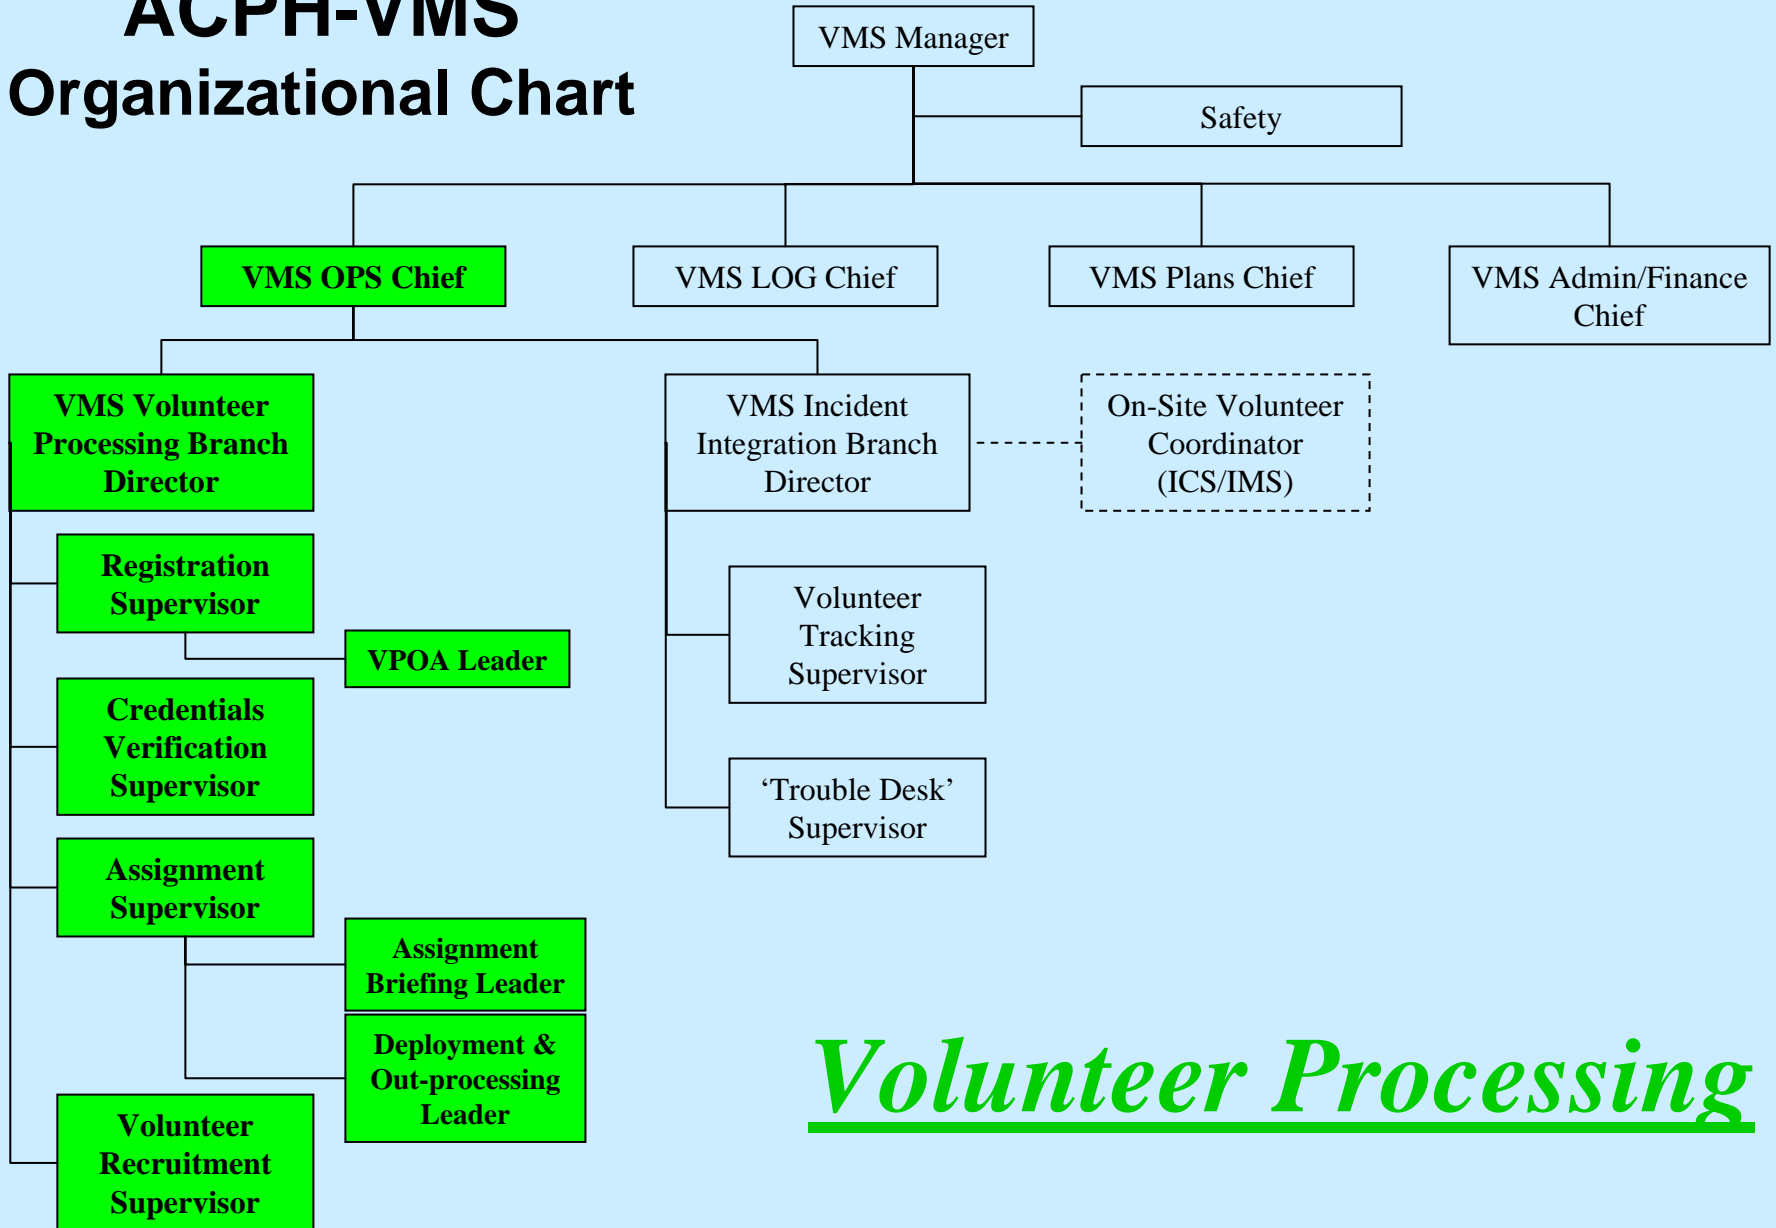 ACPH-VMS
Organizational Chart
VMS Manager
Safety
VMS OPS Chief
VMS LOG Chief
VMS Plans Chief
VMS Admin/Finance
Chief
VMS Volunteer
Processing Branch
Director
VMS Incident
Integration Branch
Director
On-Site Volunteer
Coordinator
(ICS/IMS)
Registration
Supervisor
VPOA Leader
Credentials
Verification
Supervisor
Assignment
Supervisor
Assignment
Briefing Leader
Deployment &
Out-processing
Leader
Volunteer
Recruitment
Supervisor
Volunteer
Tracking
Supervisor
‘Trouble Desk’
Supervisor
Volunteer Processing